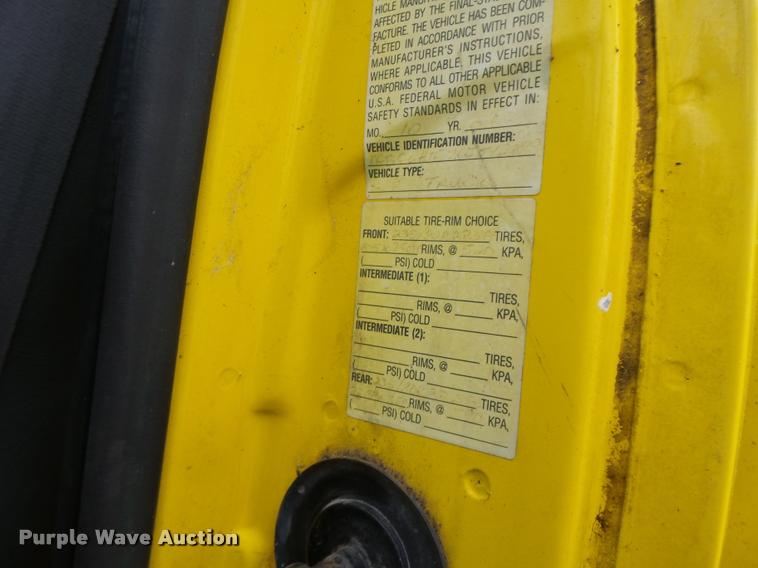 HICLE MANUF
AFFECTED BY THE FINAL-STA
FACTURE. THE VEHICLE HAS BEEN COM-
PLETED IN ACCORDANCE WITH PRIOR
MANUFACTURER'S INSTRUCTIONS,
WHERE APPLICABLE, THIS VEHICLE
CONFORMS TO ALL OTHER APPLICABLE
U.S.A. FEDERAL MOTOR VEHICLE
SAFETY STANDARDS IN EFFECT IN:
MO. 10 YR.
VEHICLE IDENTIFICATION NUMBER:
VEHICLE TYPE:
TRUCK
SUITABLE TIRE-RIM CHOICE
FRONT: TIRES,
RIMS, @ KPA,
( PSI) COLD
INTERMEDIATE (1):
TIRES,
RIMS, @ KPA,
( PSI) COLD
INTERMEDIATE (2):
TIRES,
RIMS, @ KPA,
( PSI) COLD
REAR: TIRES,
RIMS, @ KPA,
( PSI) COLD
Purple Wave Auction